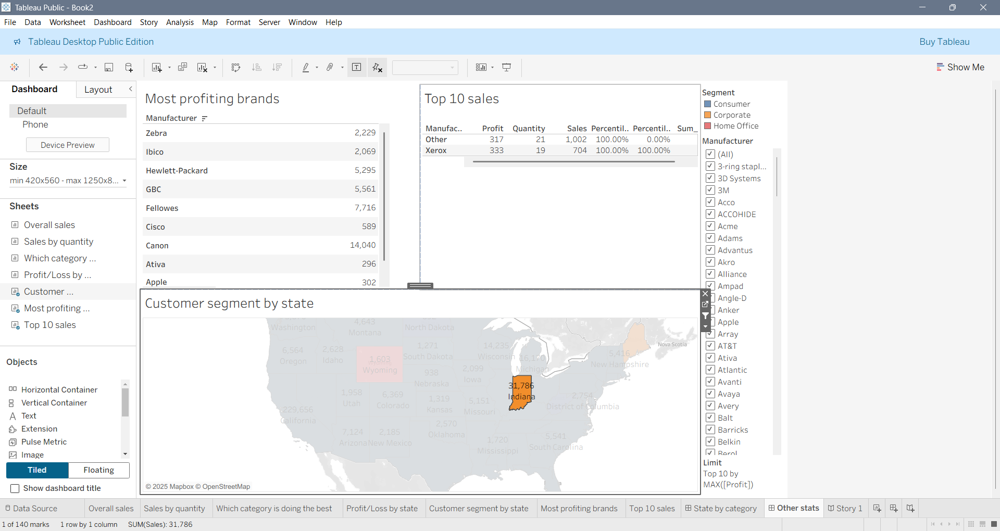 Tableau Public - Book2
File Data Worksheet Dashboard Story Analysis Map Format Server Window Help
Tableau Desktop Public Edition
Buy Tableau
Show Me
Dashboard
Layout
Default
Phone
Device Preview
Size
min 420x560 - max 1250x8...
Sheets
Overall sales
Sales by quantity
Which category ...
Profit/Loss by ...
Customer ...
Most profiting ...
Top 10 sales
Objects
Horizontal Container
Vertical Container
Text
Extension
Pulse Metric
Image
Tiled
Floating
Show dashboard title
Most profiting brands
Manufacturer
Zebra 2,229
Ibico 2,069
Hewlett-Packard 5,295
GBC 5,561
Fellowes 7,716
Cisco 589
Canon 14,040
Ativa 296
Apple 302
Top 10 sales
Manufac.. Profit Quantity Sales Percentil.. Percentil.. Sum_
Other 317 21 1,002 100.00% 0.00%
Xerox 333 19 704 100.00% 100.00%
Customer segment by state
Washington
4,643
Montana
North Dakota
6,564
Oregon
2,628
Idaho
1,603
Wyoming
1,271
South Dakota
14,235
Wisconsin
16,170
Michigan
5,416
New Hampshire
Nova Scotia
938
Nebraska
2,099
Iowa
31,786
Indiana
1,958
Utah
6,369
Colorado
1,319
Kansas
5,151
Missouri
2,754
District of Columbia
229,656
California
2,570
Oklahoma
7,124
Arizona
2,185
New Mexico
1,720
Mississippi
5,541
South Carolina
© 2025 Mapbox © OpenStreetMap
Segment
Consumer
Corporate
Home Office
Manufacturer
(All)
3-ring stapl...
3D Systems
3M
Acco
ACCOHIDE
Acme
Adams
Advantus
Akro
Alliance
Ampad
Angle-D
Anker
Apple
Array
AT&T
Ativa
Atlantic
Avanti
Avaya
Avery
Balt
Barricks
Belkin
Berol
Limit
Top 10 by
MAX([Profit])
Data Source Overall sales Sales by quantity Which category is doing the best Profit/Loss by state Customer segment by state Most profiting brands Top 10 sales State by category Other stats Story 1
1 of 140 marks 1 row by 1 column SUM(Sales): 31,786